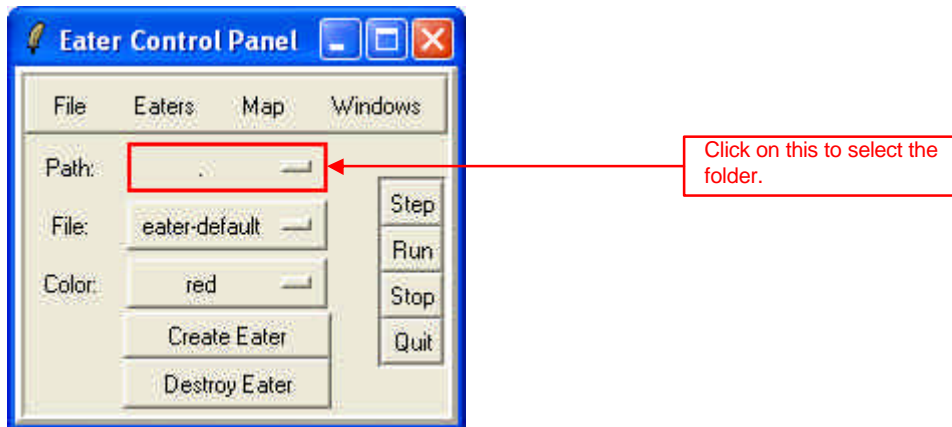 Eater Control Panel
File Eaters Map Windows
Path: .
File: eater-default
Color: red
Create Eater
Destroy Eater
Step
Run
Stop
Quit
Click on this to select the
folder.